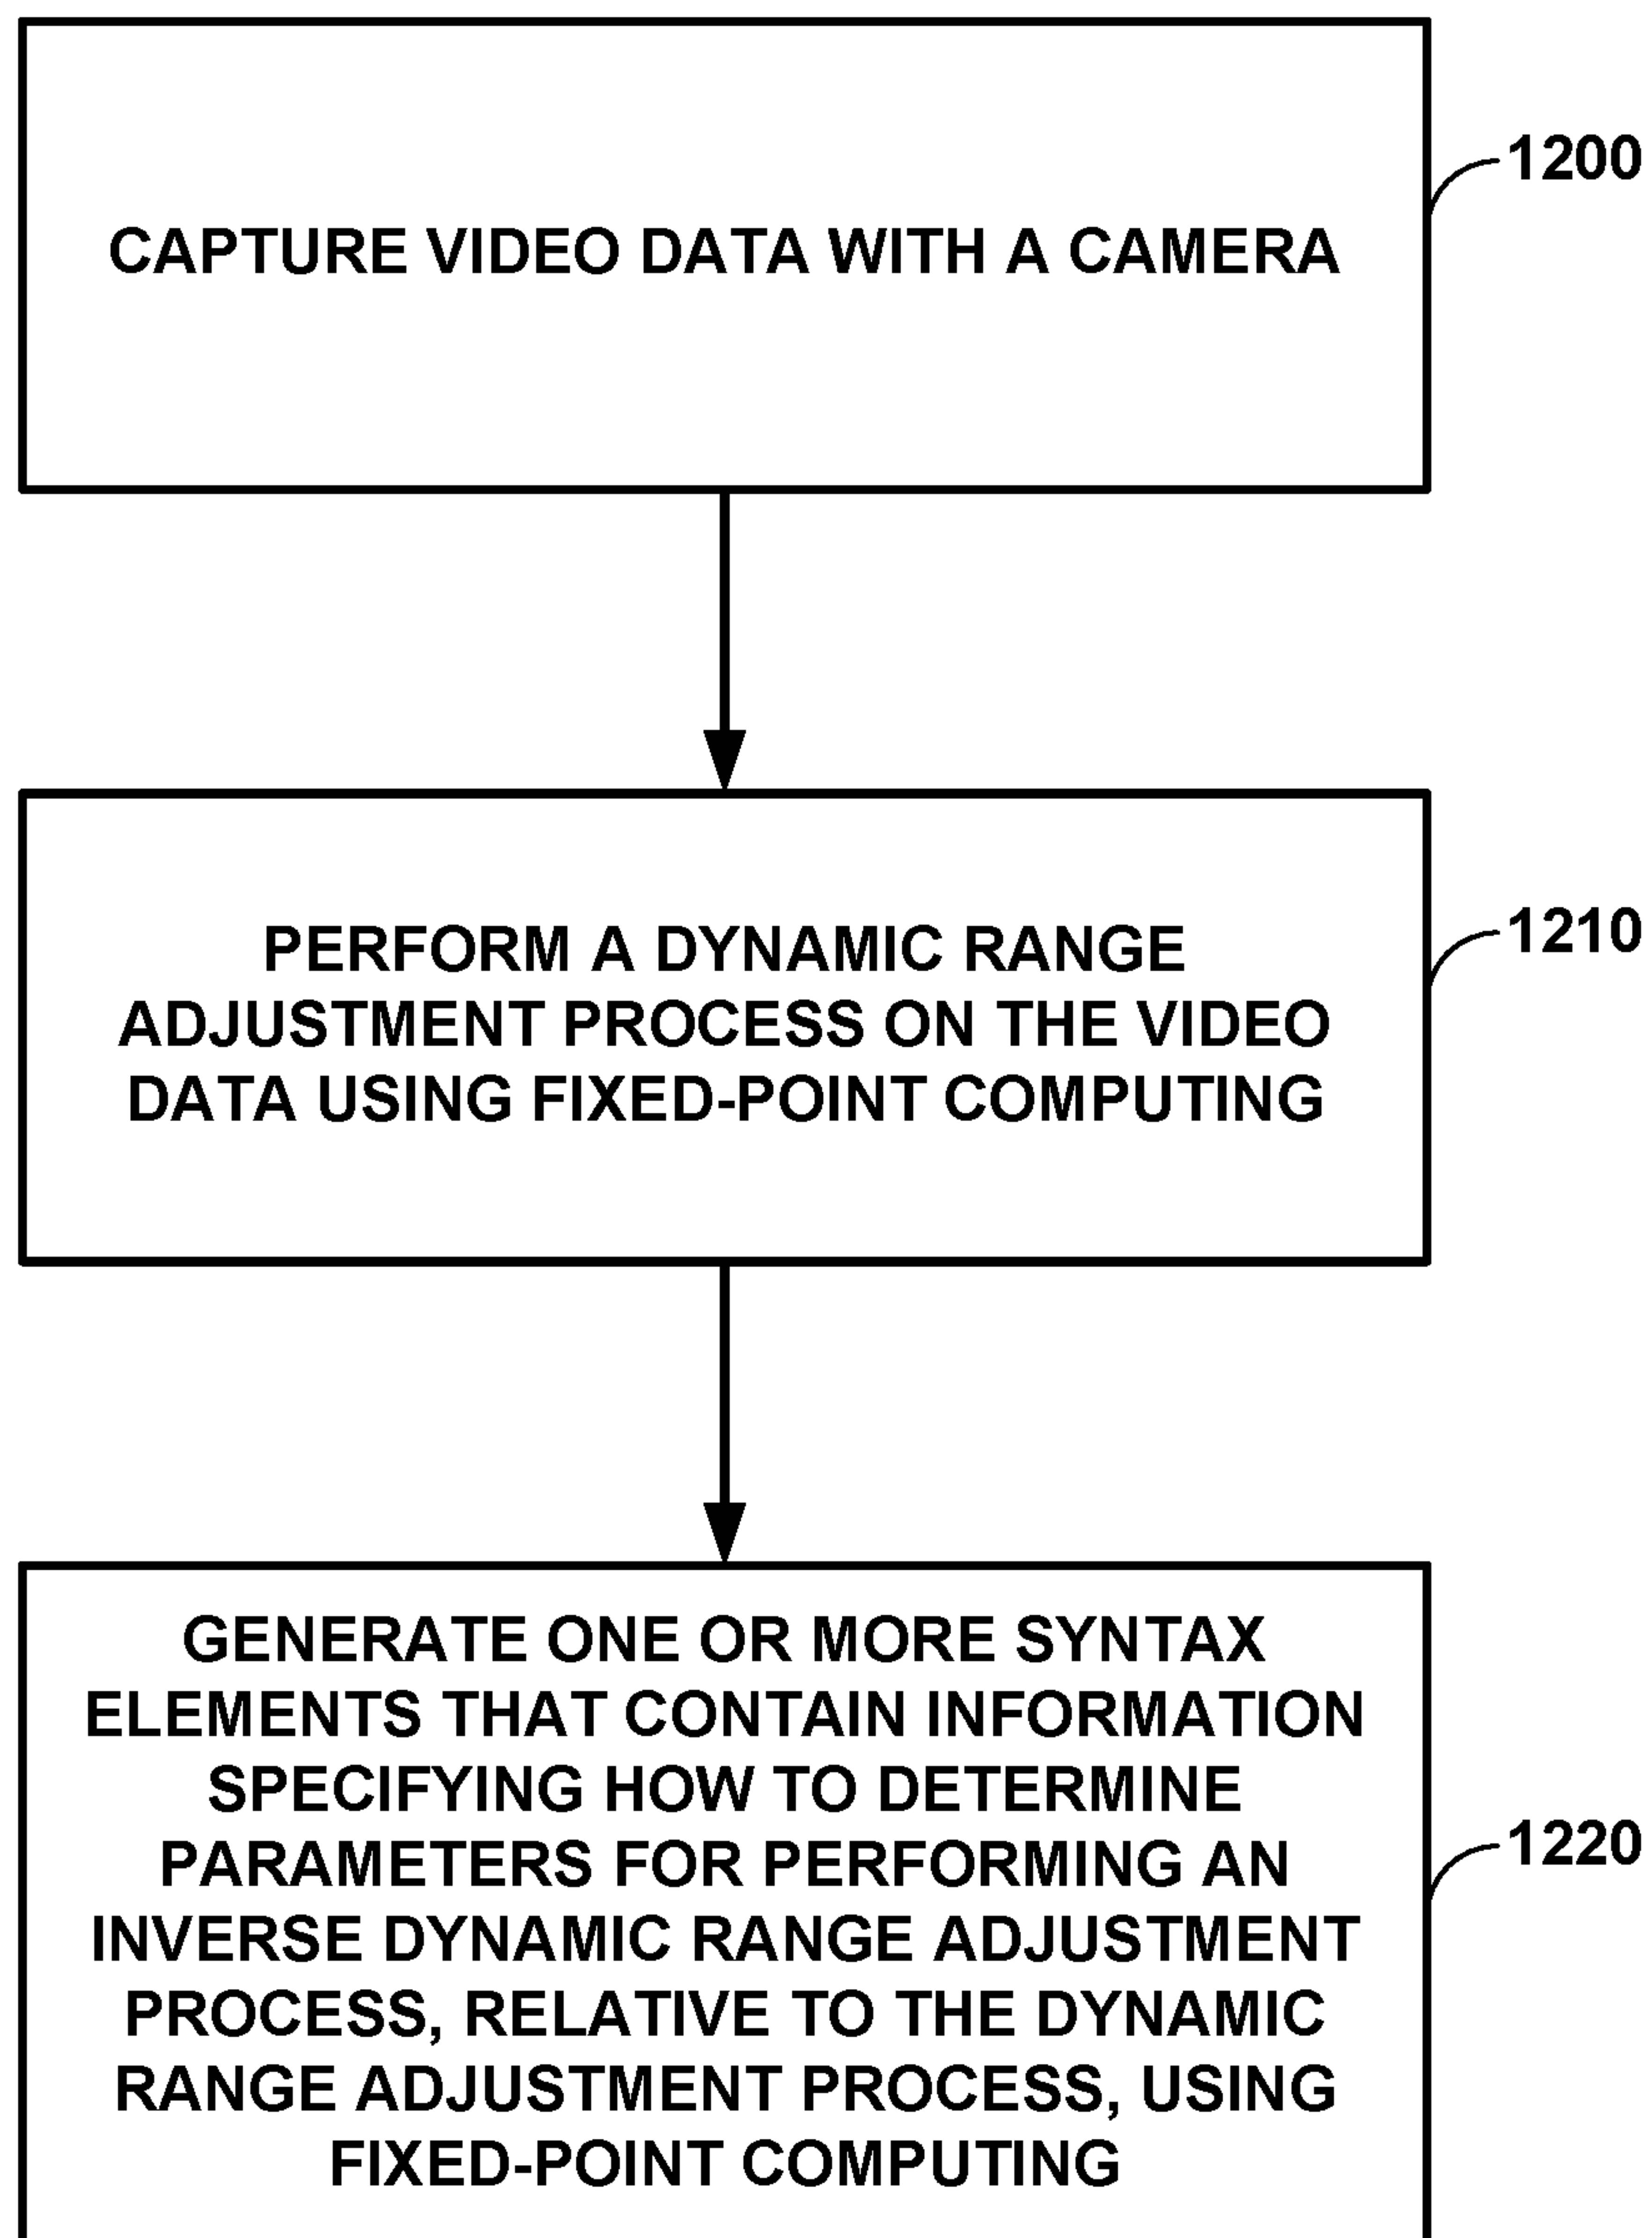 CAPTURE VIDEO DATA WITH A CAMERA
1200
PERFORM A DYNAMIC RANGE
ADJUSTMENT PROCESS ON THE VIDEO
DATA USING FIXED-POINT COMPUTING
1210
GENERATE ONE OR MORE SYNTAX
ELEMENTS THAT CONTAIN INFORMATION
SPECIFYING HOW TO DETERMINE
PARAMETERS FOR PERFORMING AN
INVERSE DYNAMIC RANGE ADJUSTMENT
PROCESS, RELATIVE TO THE DYNAMIC
RANGE ADJUSTMENT PROCESS, USING
FIXED-POINT COMPUTING
1220